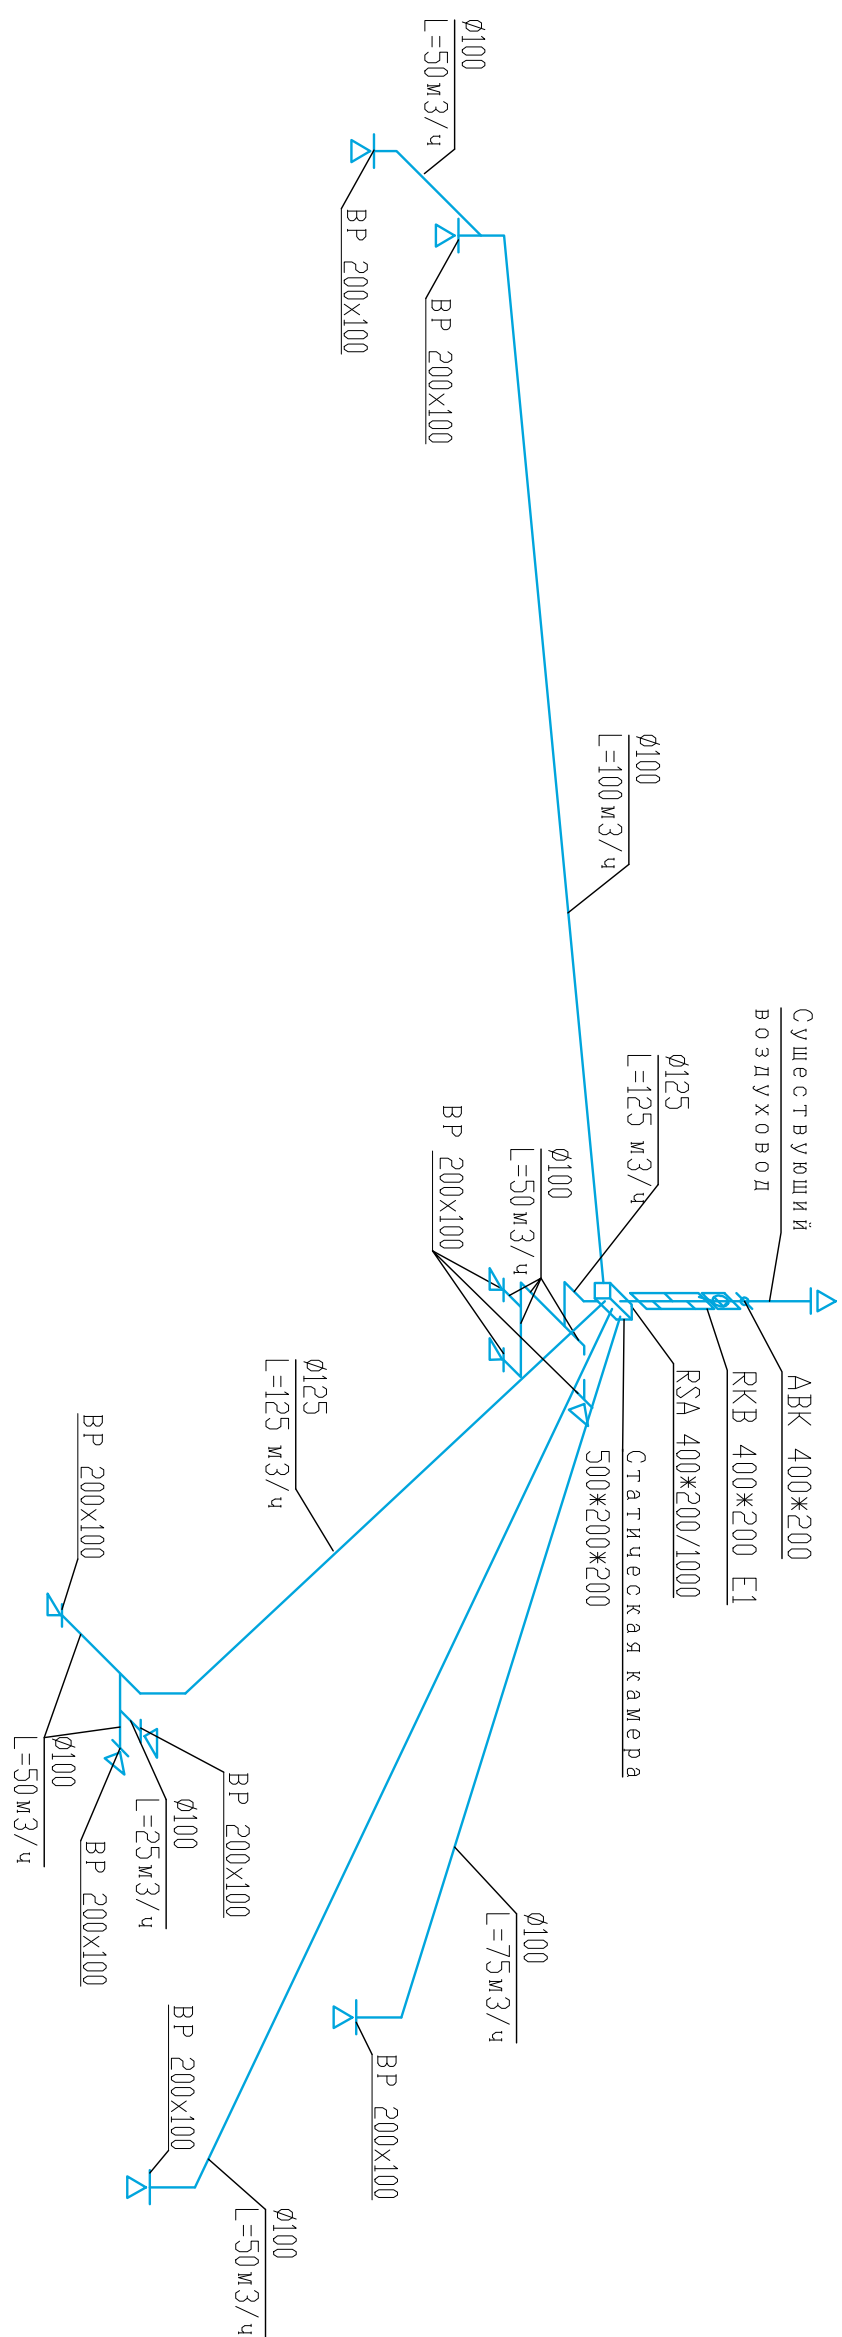 Ø100
L=50м3/ч
ВР 200х100
ВР 200х100
Ø100
L=100м3/ч
Существующий
воздуховод
Ø125
L=125 м3/ч
Ø100
L=50м3/ч
ВР 200х100
АВК 400*200
RKB 400*200 E1
RSA 400*200/1000
Статическая камера
500*200*200
Ø125
L=125 м3/ч
ВР 200х100
Ø100
L=50м3/ч
ВР 200х100
Ø100
L=25м3/ч
ВР 200х100
Ø100
L=75м3/ч
ВР 200х100
ВР 200х100
Ø100
L=50м3/ч